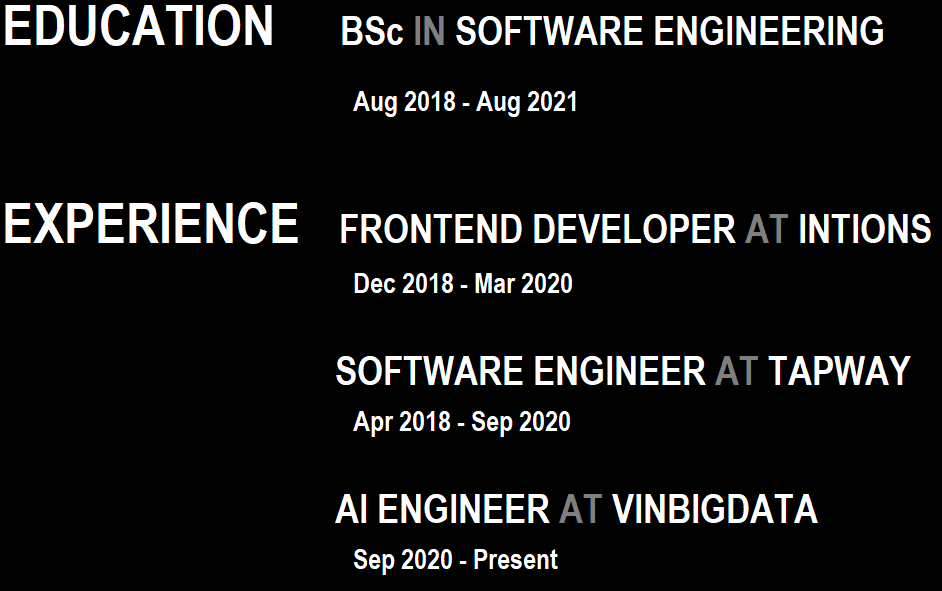 EDUCATION
BSc IN SOFTWARE ENGINEERING
Aug 2018 - Aug 2021
EXPERIENCE
FRONTEND DEVELOPER AT INTIONS
Dec 2018 - Mar 2020
SOFTWARE ENGINEER AT TAPWAY
Apr 2018 - Sep 2020
AI ENGINEER AT VINBIGDATA
Sep 2020 - Present